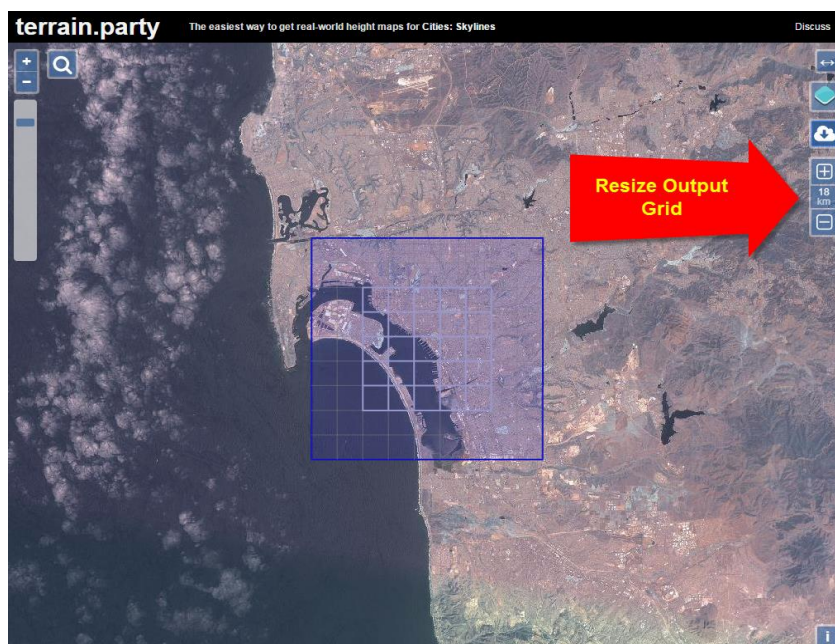 terrain.party
The easiest way to get real-world height maps for Cities: Skylines
Discuss
+
−
Resize Output
Grid
+
18
km
−
i